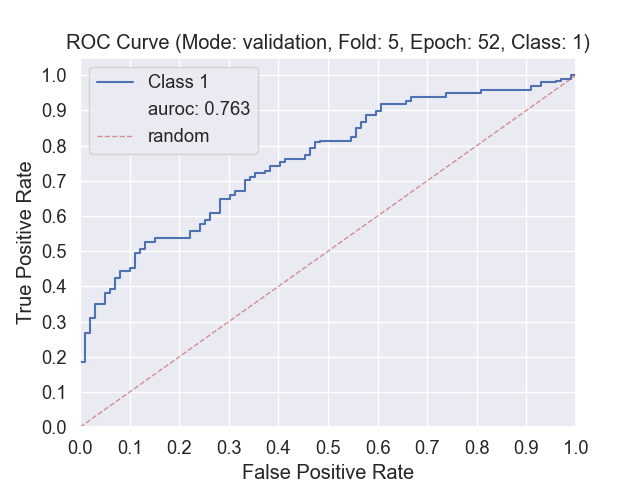 ROC Curve (Mode: validation, Fold: 5, Epoch: 52, Class: 1)
Class 1
auroc: 0.763
random
True Positive Rate
1.0
0.9
0.8
0.7
0.6
0.5
0.4
0.3
0.2
0.1
0.0
0.0 0.1 0.2 0.3 0.4 0.5 0.6 0.7 0.8 0.9 1.0
False Positive Rate